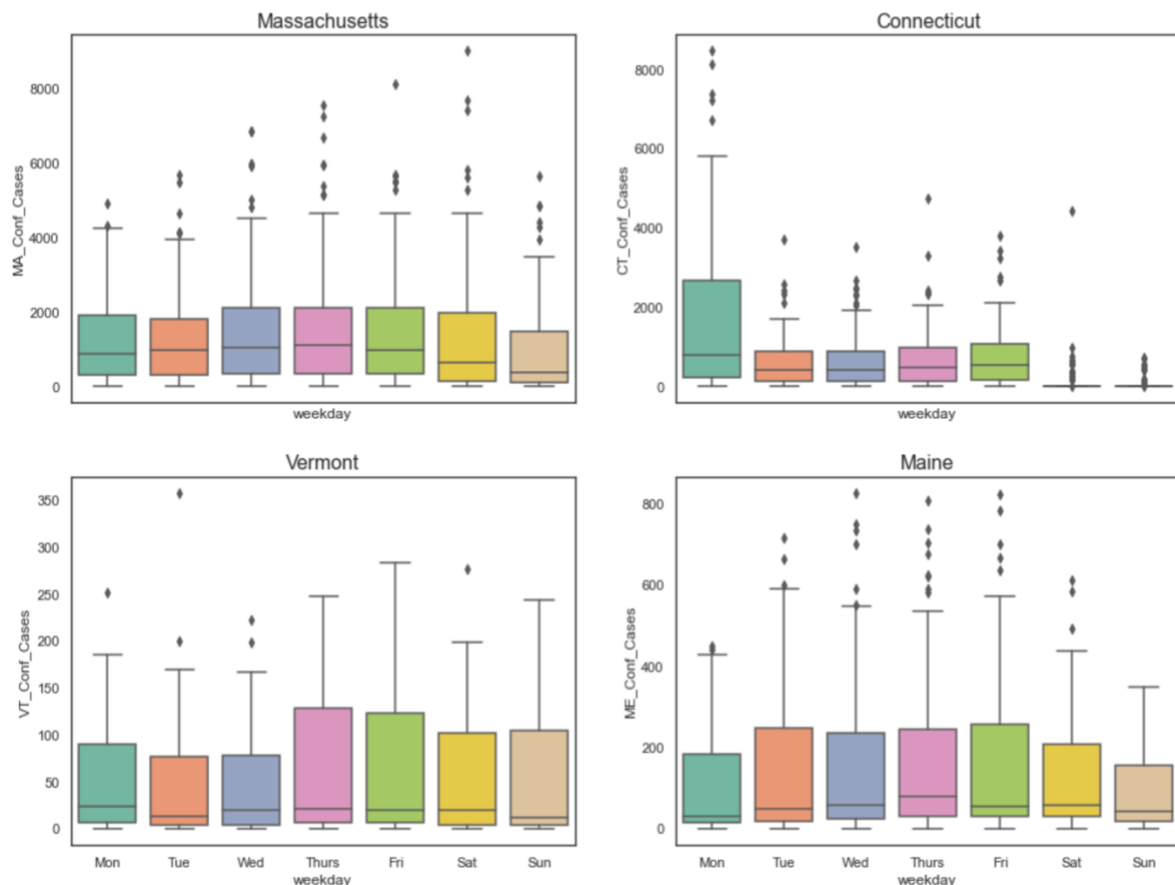 Massachusetts
MA_Conf_Cases
8000
6000
4000
2000
0
weekday
Connecticut
CT_Conf_Cases
8000
6000
4000
2000
0
weekday
Vermont
VT_Conf_Cases
350
300
250
200
150
100
50
0
Mon Tue Wed Thurs Fri Sat Sun
weekday
Maine
ME_Conf_Cases
800
600
400
200
0
Mon Tue Wed Thurs Fri Sat Sun
weekday